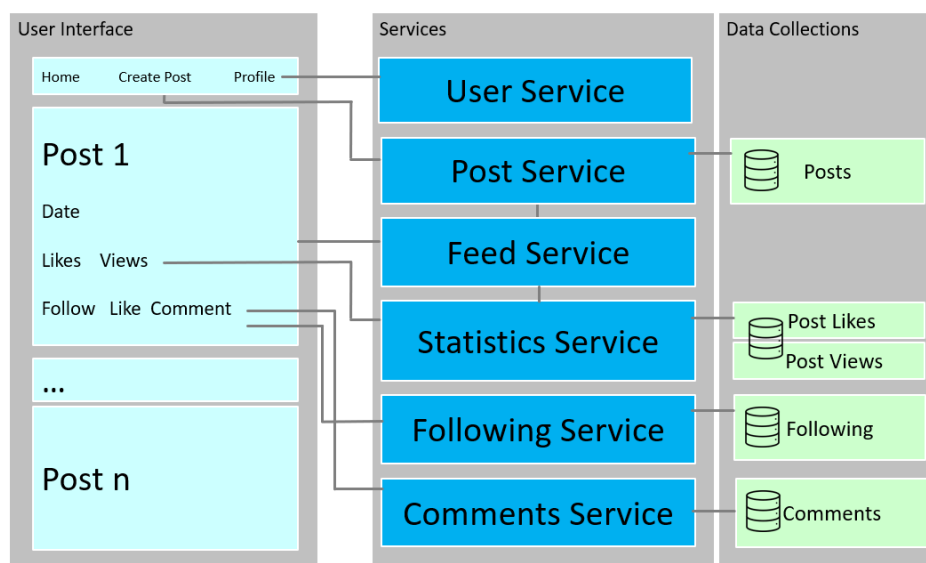 User Interface
Home Create Post Profile
Post 1
Date
Likes Views
Follow Like Comment
...
Post n
Services
User Service
Post Service
Feed Service
Statistics Service
Following Service
Comments Service
Data Collections
Posts
Post Likes
Post Views
Following
Comments